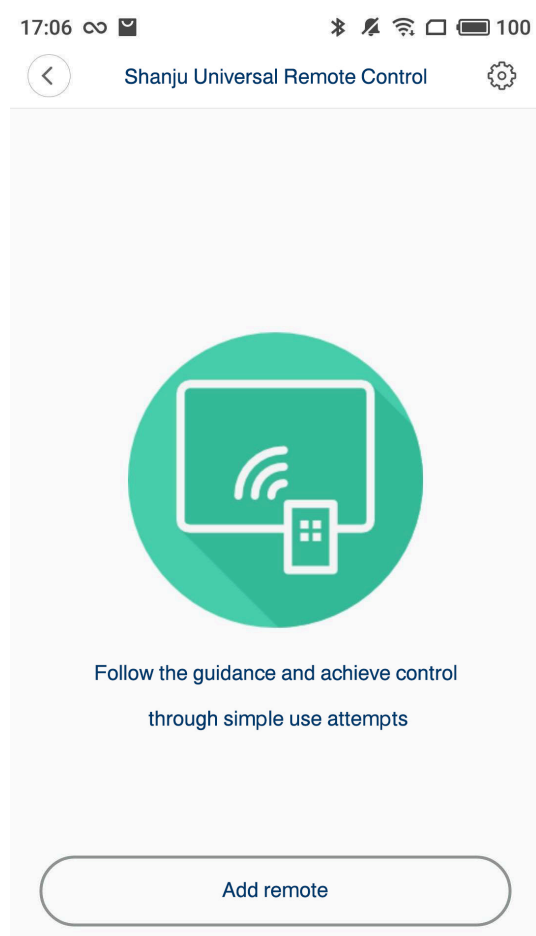 17:06 100
Shanju Universal Remote Control
Follow the guidance and achieve control
through simple use attempts
Add remote